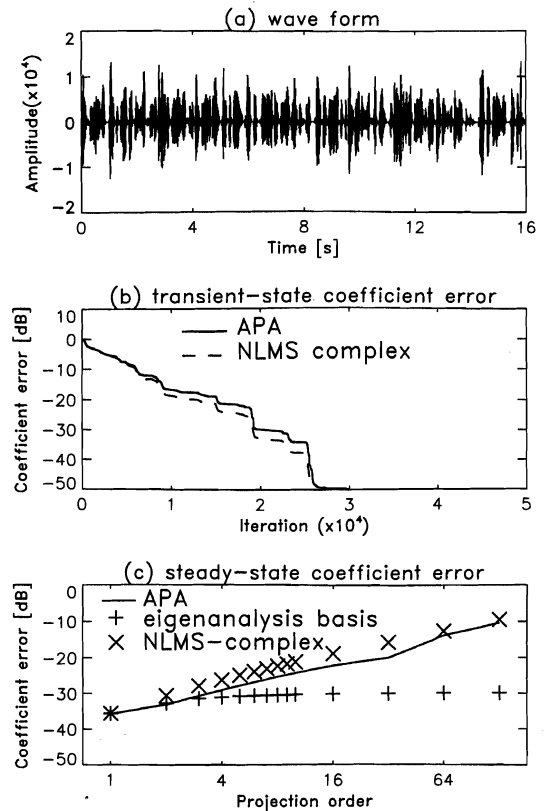 (a) wave form
Amplitude(x10⁴)
2
1
0
-1
-2
0 4 8 12 16
Time [s]
(b) transient-state coefficient error
Coefficient error [dB]
10
0
-10
-20
-30
-40
-50
APA
NLMS complex
0 1 2 3 4 5
Iteration (x10⁴)
(c) steady-state coefficient error
Coefficient error [dB]
0
-10
-20
-30
-40
-50
APA
eigenanalysis basis
NLMS-complex
1 4 16 64
Projection order